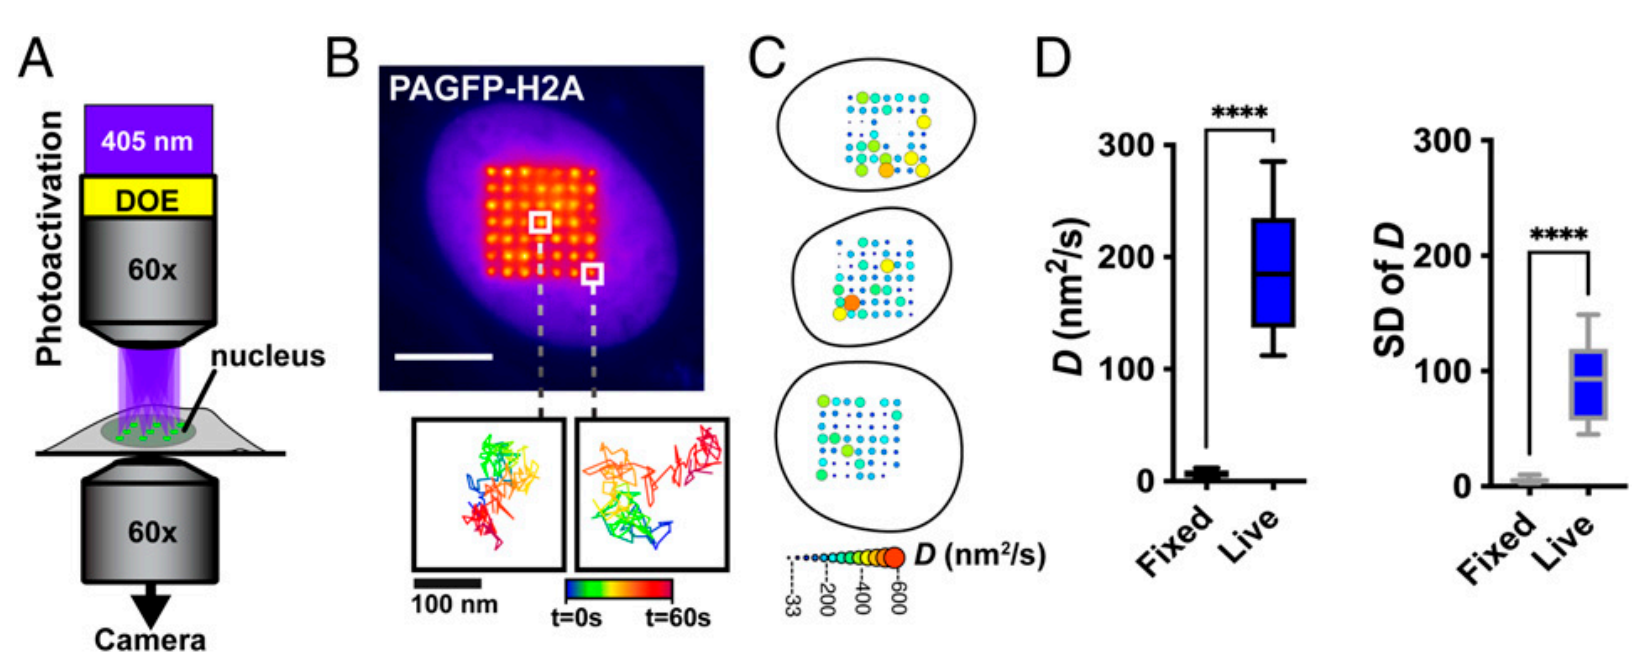 A
Photoactivation
405 nm
DOE
60x
nucleus
60x
Camera
B
PAGFP-H2A
100 nm
t=0s
t=60s
C
D (nm²/s)
33
200
400
600
D
****
D (nm²/s)
300
200
100
0
Fixed
Live
****
SD of D
300
200
100
0
Fixed
Live